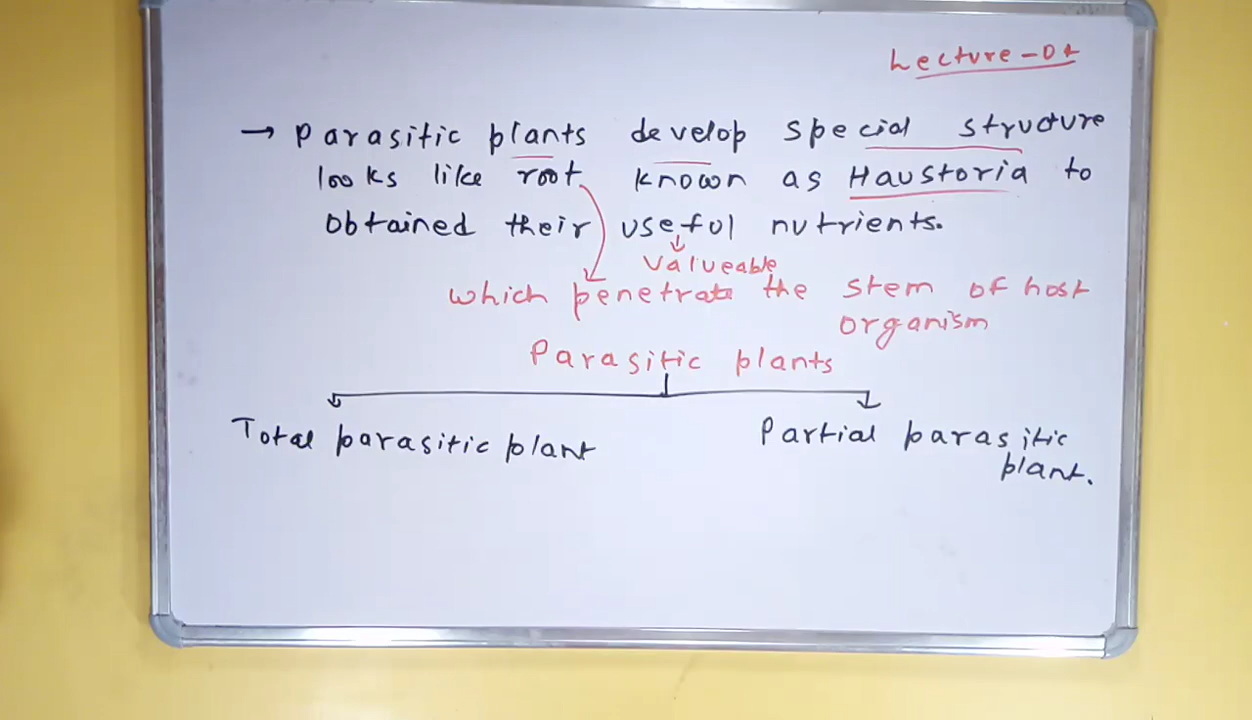 Lecture-04
→ Parasitic plants develop special structure
looks like root known as Haustoria to
obtained their useful nutrients.
valueable
which penetrate the stem of host
organism
Parasitic plants
Total parasitic plant
Partial parasitic
plant.